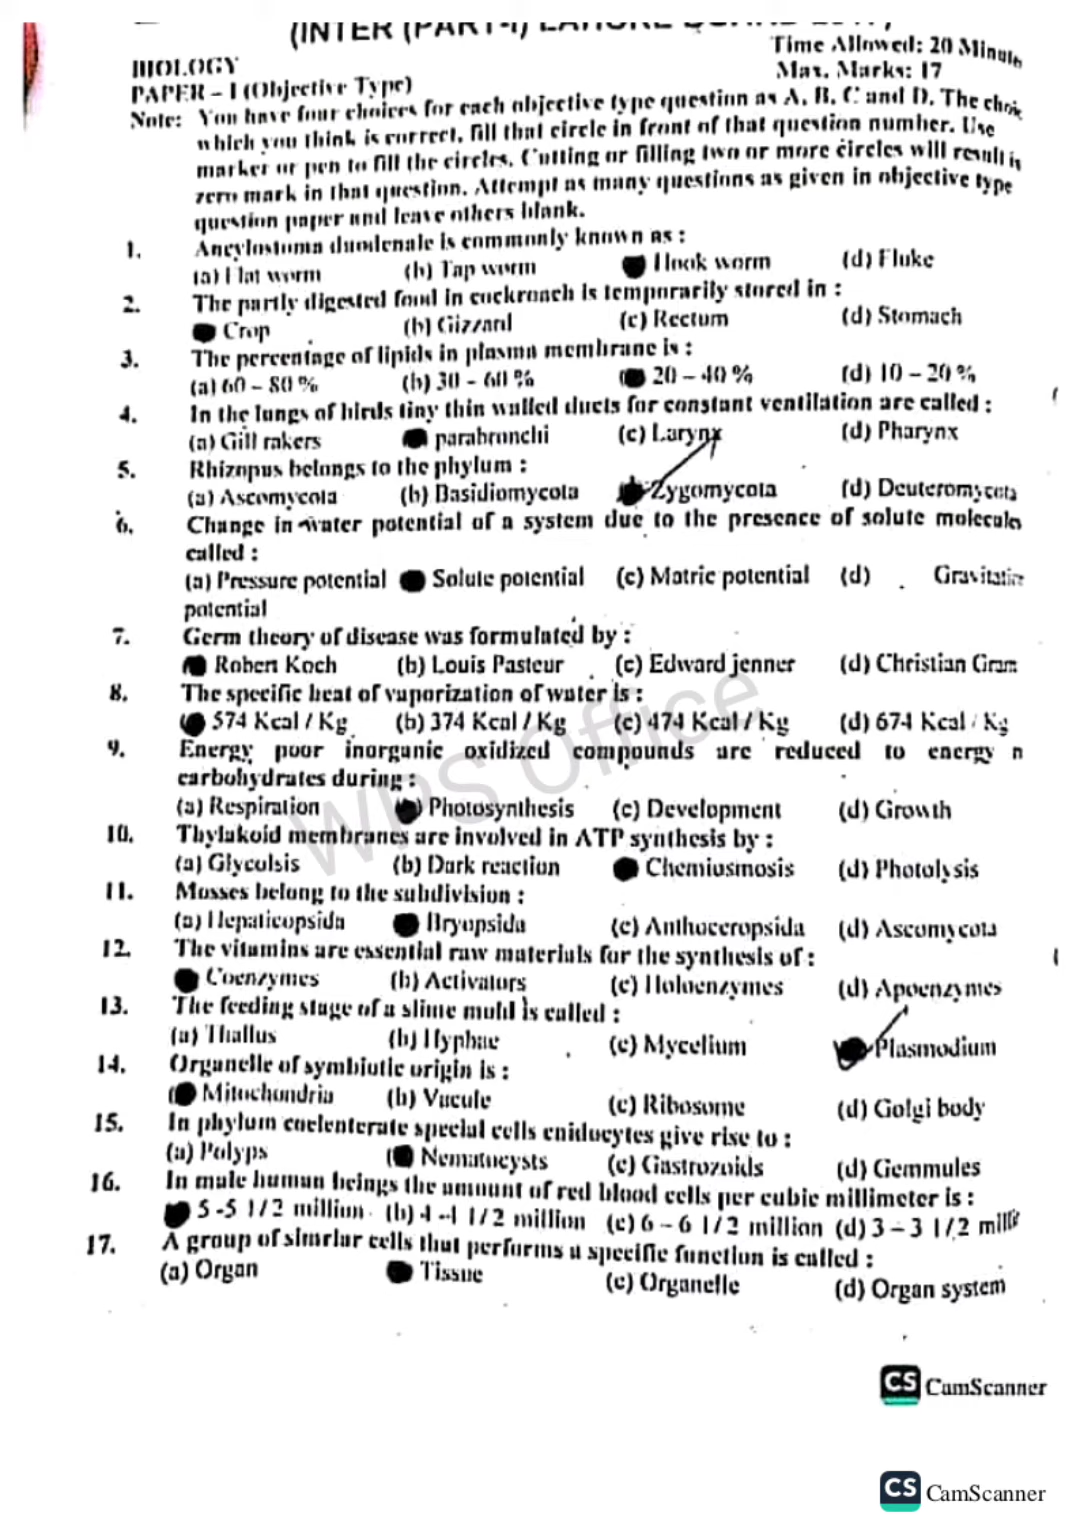 (INTER (PART-I) LAHORE BOARD
BIOLOGY
Time Allowed: 20 Minute
PAPER – I (Objective Type)
Max. Marks: 17
Note: You have four choices for each objective type question as A, B, C and D. The choic
which you think is correct, fill that circle in front of that question number. Use
marker or pen to fill the circles. Cutting or filling two or more circles will result i
zero mark in that question. Attempt as many questions as given in objective type
question paper and leave others blank.
1. Ancylostoma duodenale is commonly known as :
(a) Flat worm (b) Tap worm Hook worm (d) Fluke
2. The partly digested food in cockroach is temporarily stored in :
Crop (b) Gizzard (c) Rectum (d) Stomach
3. The percentage of lipids in plasma membrane is :
(a) 60 – 80 % (b) 30 - 60 % 20 – 40 % (d) 10 – 20 %
4. In the lungs of birds tiny thin walled ducts for constant ventilation are called :
(a) Gill rakers parabronchi (c) Larynx (d) Pharynx
5. Rhizopus belongs to the phylum :
(a) Ascomycota (b) Basidiomycota Zygomycota (d) Deuteromycota
6. Change in water potential of a system due to the presence of solute molecules
called :
(a) Pressure potential Solute potential (c) Matric potential (d) Gravitatio
potential
7. Germ theory of disease was formulated by :
Robert Koch (b) Louis Pasteur (c) Edward jenner (d) Christian Gram
8. The specific heat of vaporization of water is :
574 Kcal / Kg (b) 374 Kcal / Kg (c) 474 Kcal / Kg (d) 674 Kcal / Kg
9. Energy poor inorganic oxidized compounds are reduced to energy n
carbohydrates during :
(a) Respiration Photosynthesis (c) Development (d) Growth
10. Thylakoid membranes are involved in ATP synthesis by :
(a) Glycolsis (b) Dark reaction Chemiosmosis (d) Photolysis
11. Mosses belong to the subdivision :
(a) Hepaticopsida Bryopsida (c) Anthoceropsida (d) Ascomycota
12. The vitamins are essential raw materials for the synthesis of :
Coenzymes (b) Activators (c) Holoenzymes (d) Apoenzymes
13. The feeding stage of a slime mold is called :
(a) Thallus (b) Hyphae (c) Mycelium Plasmodium
14. Organelle of symbiotic origin is :
Mitochondria (b) Vucule (c) Ribosome (d) Golgi body
15. In phylum coelenterate special cells cnidocytes give rise to :
(a) Polyps Nematocysts (c) Gastrozoids (d) Gemmules
16. In male human beings the amount of red blood cells per cubic millimeter is :
5 -5 1/2 million (b) 4 -4 1/2 million (c) 6 – 6 1/2 million (d) 3 – 3 1/2 milli
17. A group of simrlar cells that performs a specific function is called :
(a) Organ Tissue (c) Organelle (d) Organ system
WPS Office
CS CamScanner
CS CamScanner